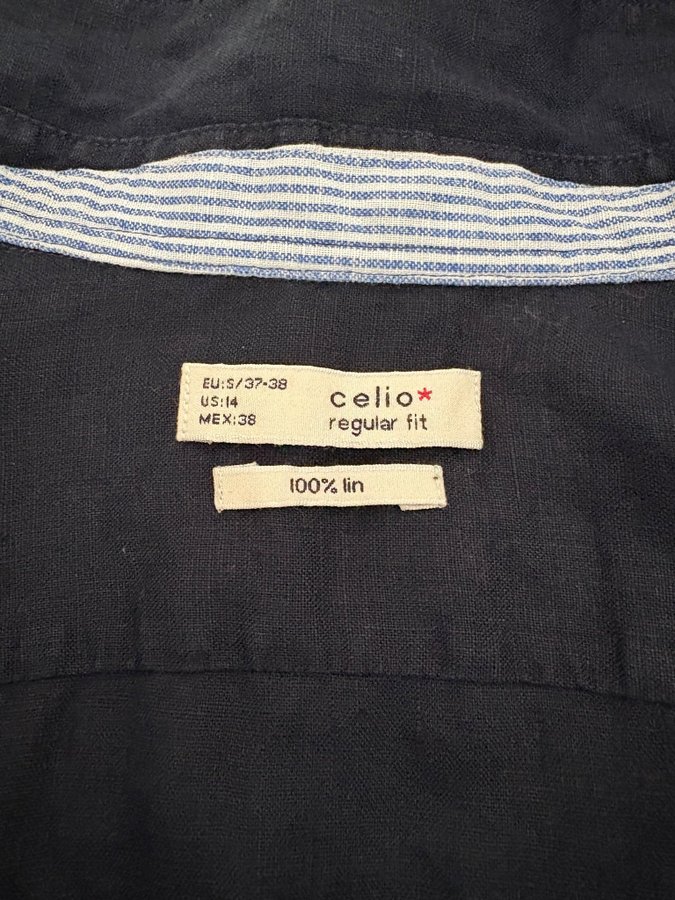 EU:S/37-38
US:14
MEX:38
celio*
regular fit
100% lin